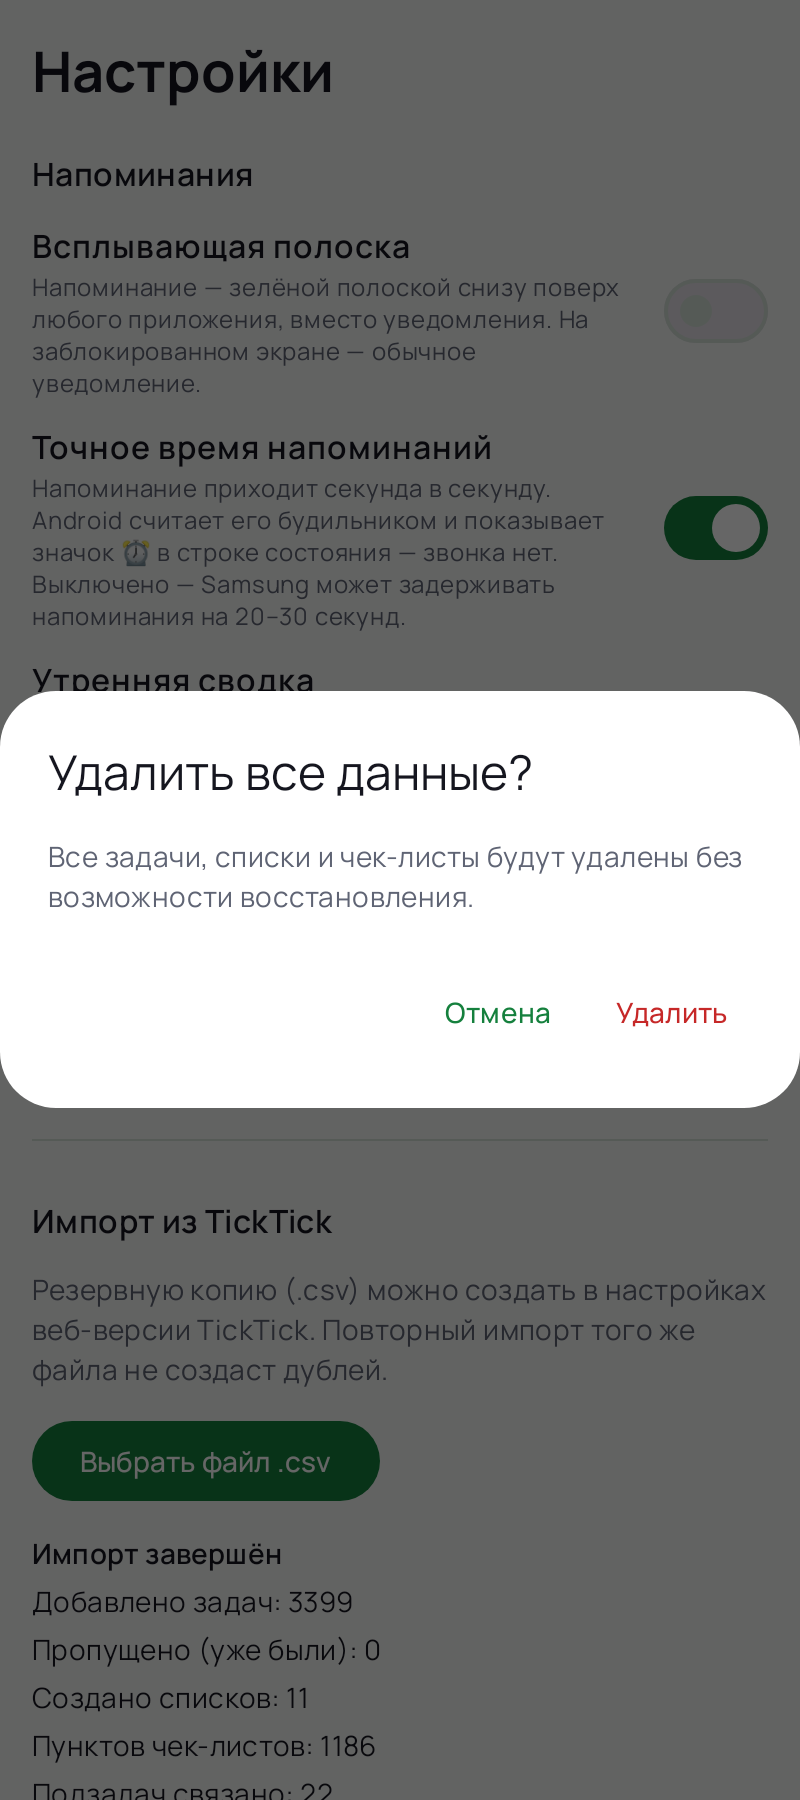 Настройки
Напоминания
Всплывающая полоска
Напоминание — зелёной полоской снизу поверх
любого приложения, вместо уведомления. На
заблокированном экране — обычное
уведомление.
Точное время напоминаний
Напоминание приходит секунда в секунду.
Android считает его будильником и показывает
значок ⏰ в строке состояния — звонка нет.
Выключено — Samsung может задерживать
напоминания на 20–30 секунд.
Утренняя сводка
Удалить все данные?
Все задачи, списки и чек-листы будут удалены без
возможности восстановления.
Отмена
Удалить
Импорт из TickTick
Резервную копию (.csv) можно создать в настройках
веб-версии TickTick. Повторный импорт того же
файла не создаст дублей.
Выбрать файл .csv
Импорт завершён
Добавлено задач: 3399
Пропущено (уже были): 0
Создано списков: 11
Пунктов чек-листов: 1186
Подзадач связано: 22